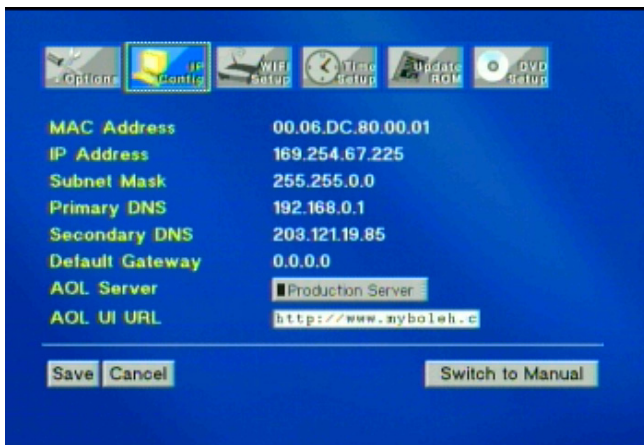 Options
IP
Config
WIFI
Setup
Time
Setup
Update
ROM
DVD
Setup
MAC Address 00.06.DC.80.00.01
IP Address 169.254.67.225
Subnet Mask 255.255.0.0
Primary DNS 192.168.0.1
Secondary DNS 203.121.19.85
Default Gateway 0.0.0.0
AOL Server Production Server
AOL UI URL http://www.myboleh.c
Save Cancel Switch to Manual